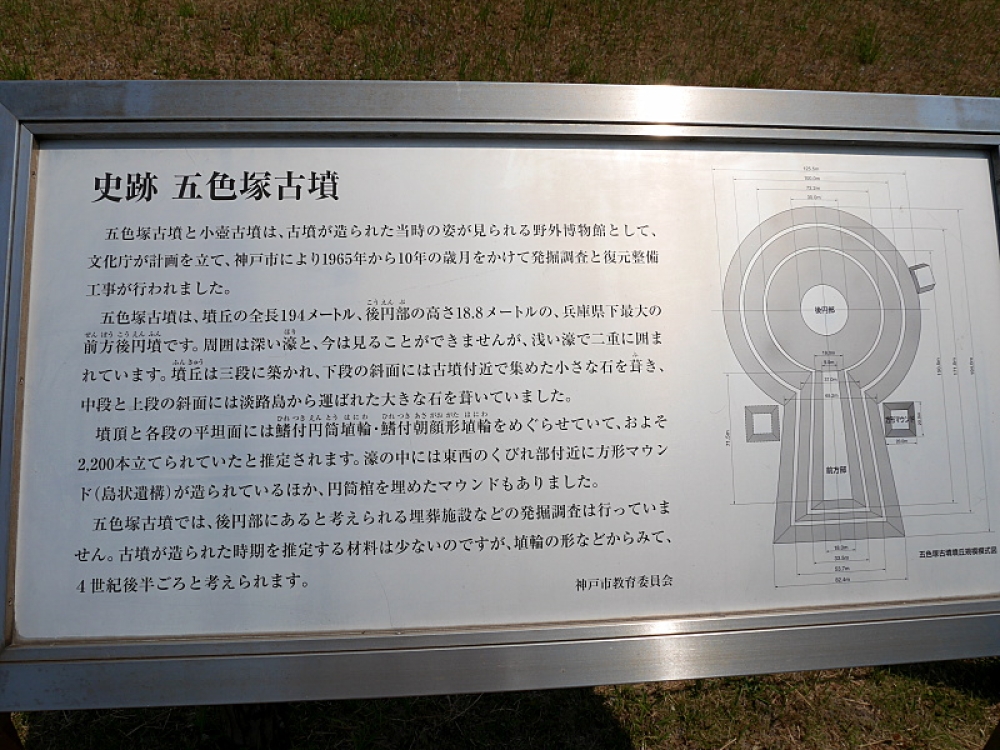 史跡 五色塚古墳
五色塚古墳と小壺古墳は、古墳が造られた当時の姿が見られる野外博物館として、
文化庁が計画を立て、神戸市により1965年から10年の歳月をかけて発掘調査と復元整備
工事が行われました。
五色塚古墳は、墳丘の全長194メートル、後円部の高さ18.8メートルの、兵庫県下最大の
前方後円墳です。周囲は深い濠と、今は見ることができませんが、浅い濠で二重に囲ま
れています。墳丘は三段に築かれ、下段の斜面には古墳付近で集めた小さな石を葺き、
中段と上段の斜面には淡路島から運ばれた大きな石を葺いていました。
墳頂と各段の平坦面には鰭付円筒埴輪・鰭付朝顔形埴輪をめぐらせていて、およそ
2,200本立てられていたと推定されます。濠の中には東西のくびれ部付近に方形マウン
ド(島状遺構)が造られているほか、円筒棺を埋めたマウンドもありました。
五色塚古墳では、後円部にあると考えられる埋葬施設などの発掘調査は行っていま
せん。古墳が造られた時期を推定する材料は少ないのですが、埴輪の形などからみて、
4世紀後半ごろと考えられます。
神戸市教育委員会
125.5m
100.0m
後円部
方形マウンド
前方部
82.4m
五色塚古墳墳丘規模模式図